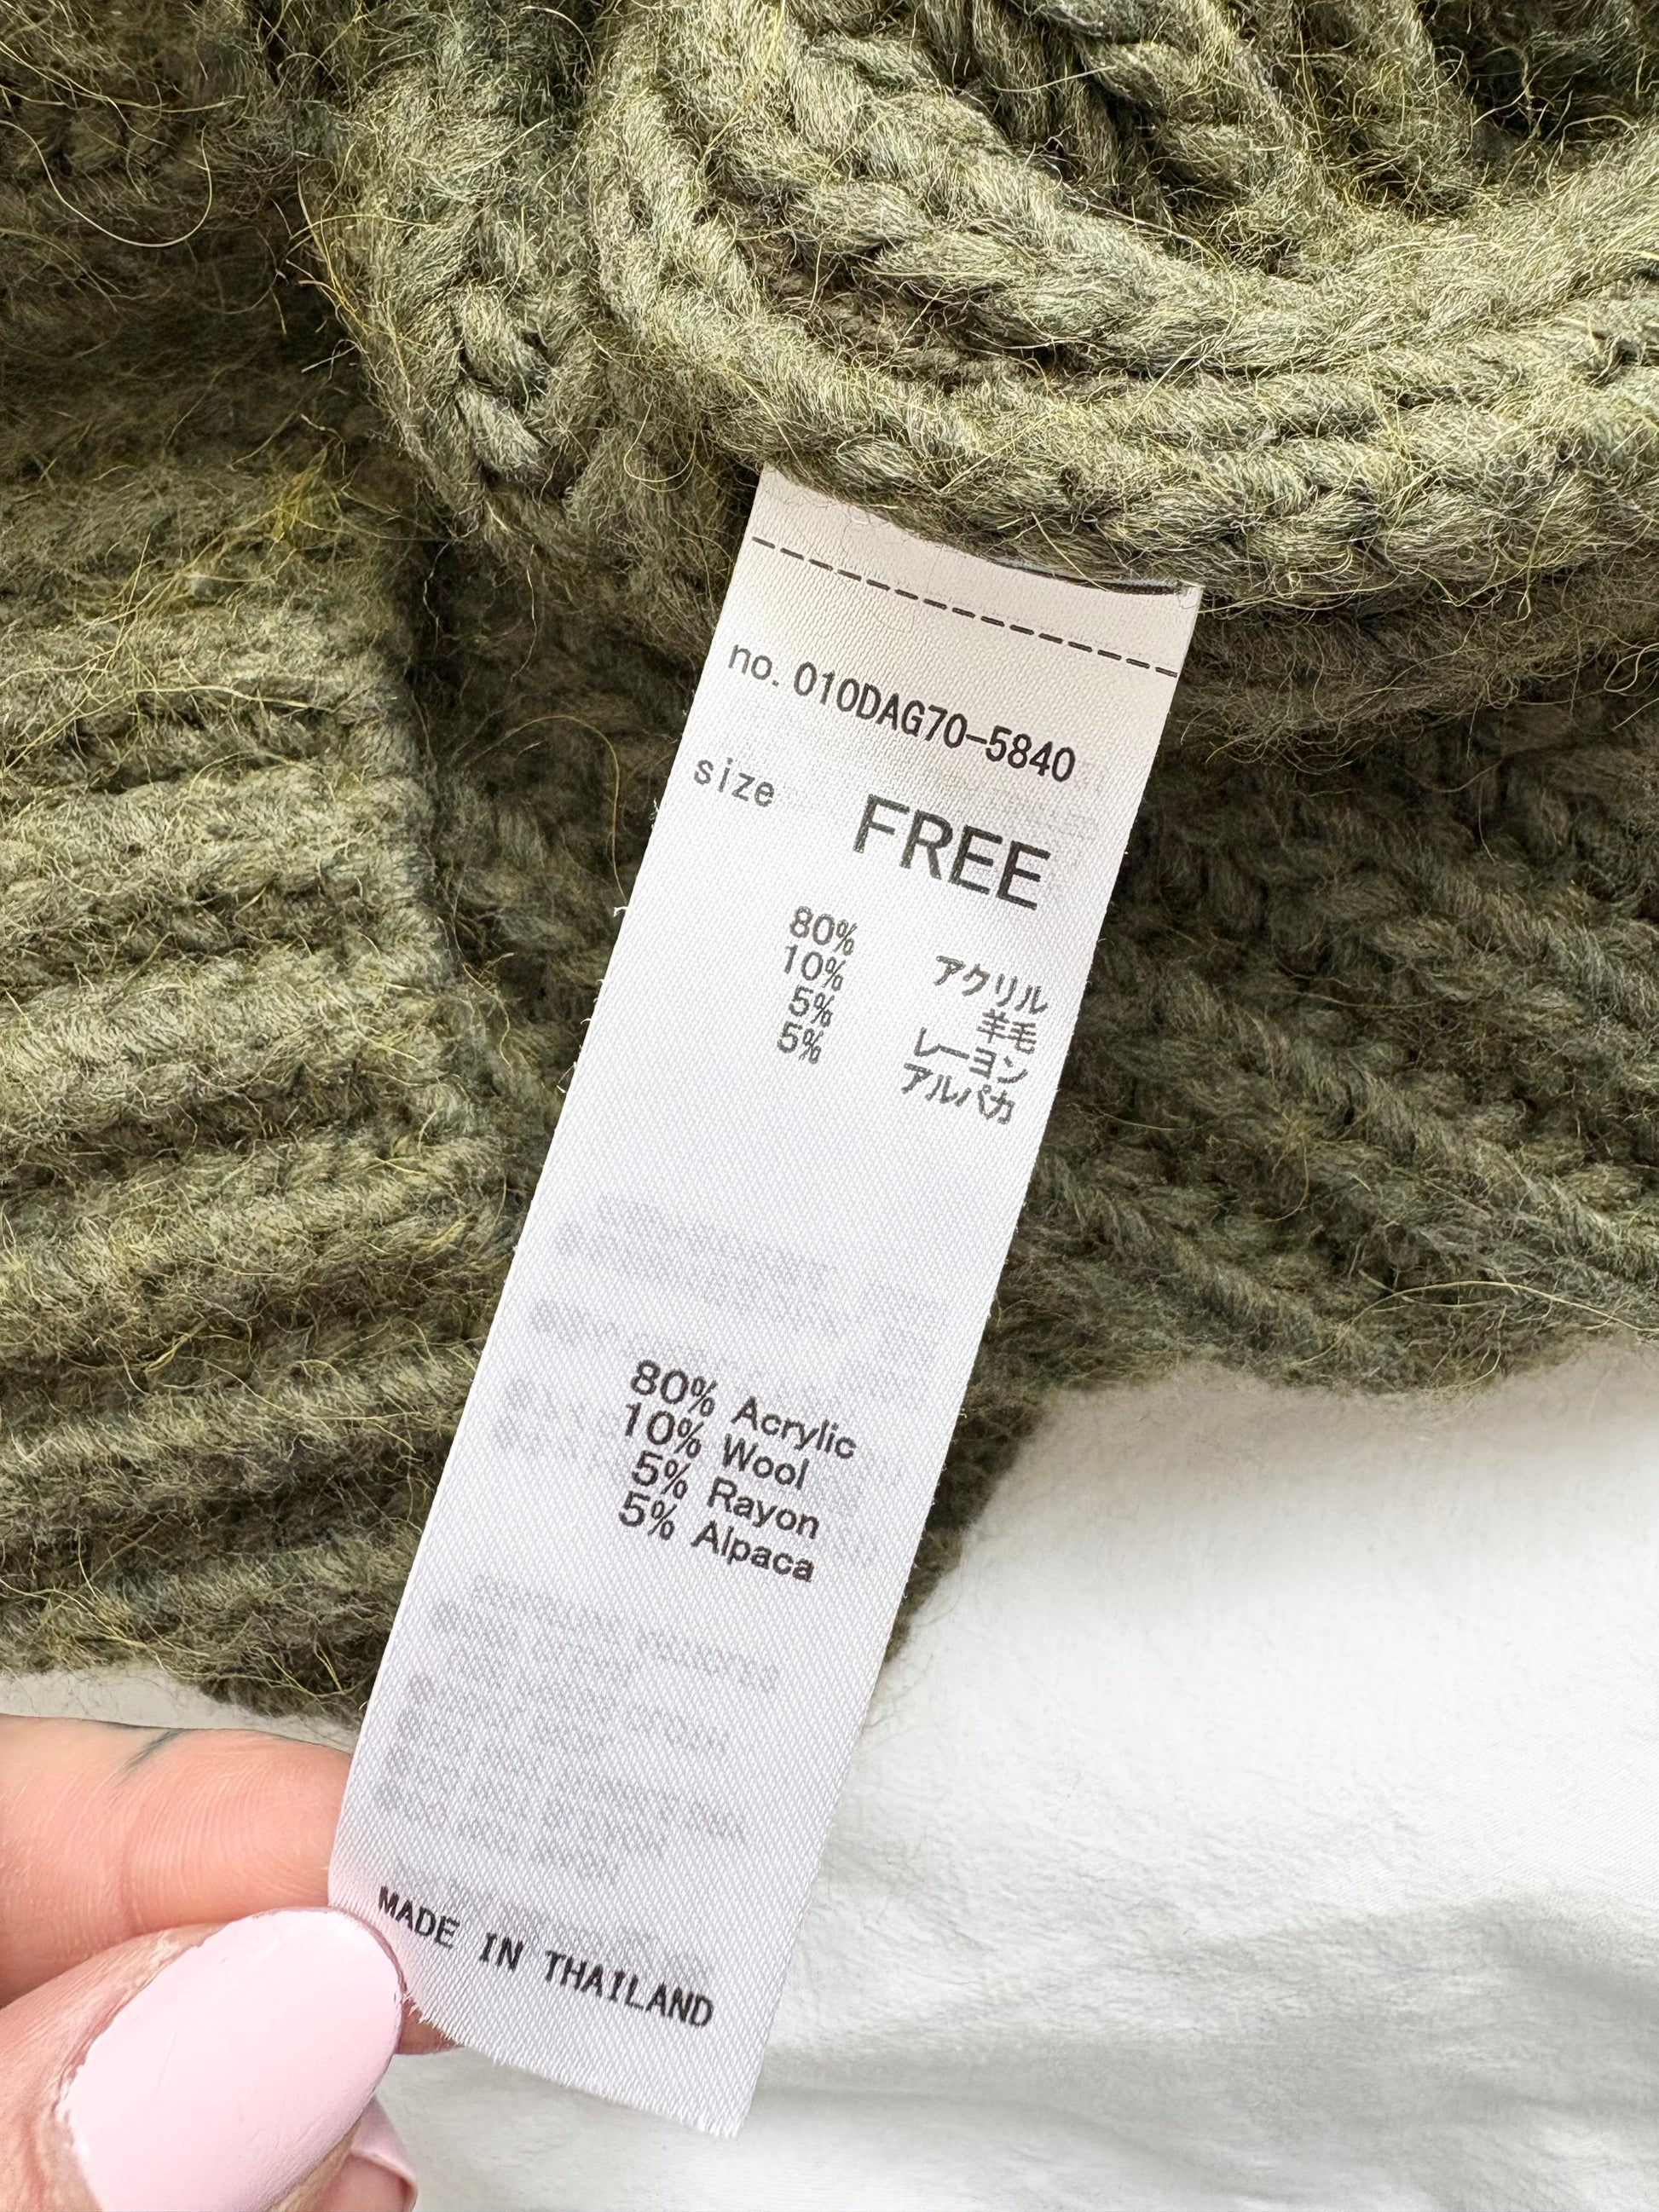 no. 010DAG70-5840
size FREE
80% アクリル
10% 羊毛
5% レーヨン
5% アルパカ
80% Acrylic
10% Wool
5% Rayon
5% Alpaca
MADE IN THAILAND